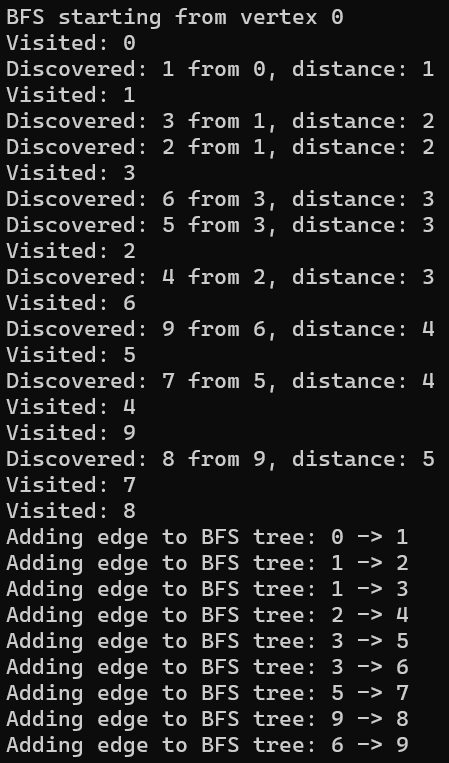 BFS starting from vertex 0
Visited: 0
Discovered: 1 from 0, distance: 1
Visited: 1
Discovered: 3 from 1, distance: 2
Discovered: 2 from 1, distance: 2
Visited: 3
Discovered: 6 from 3, distance: 3
Discovered: 5 from 3, distance: 3
Visited: 2
Discovered: 4 from 2, distance: 3
Visited: 6
Discovered: 9 from 6, distance: 4
Visited: 5
Discovered: 7 from 5, distance: 4
Visited: 4
Visited: 9
Discovered: 8 from 9, distance: 5
Visited: 7
Visited: 8
Adding edge to BFS tree: 0 -> 1
Adding edge to BFS tree: 1 -> 2
Adding edge to BFS tree: 1 -> 3
Adding edge to BFS tree: 2 -> 4
Adding edge to BFS tree: 3 -> 5
Adding edge to BFS tree: 3 -> 6
Adding edge to BFS tree: 5 -> 7
Adding edge to BFS tree: 9 -> 8
Adding edge to BFS tree: 6 -> 9